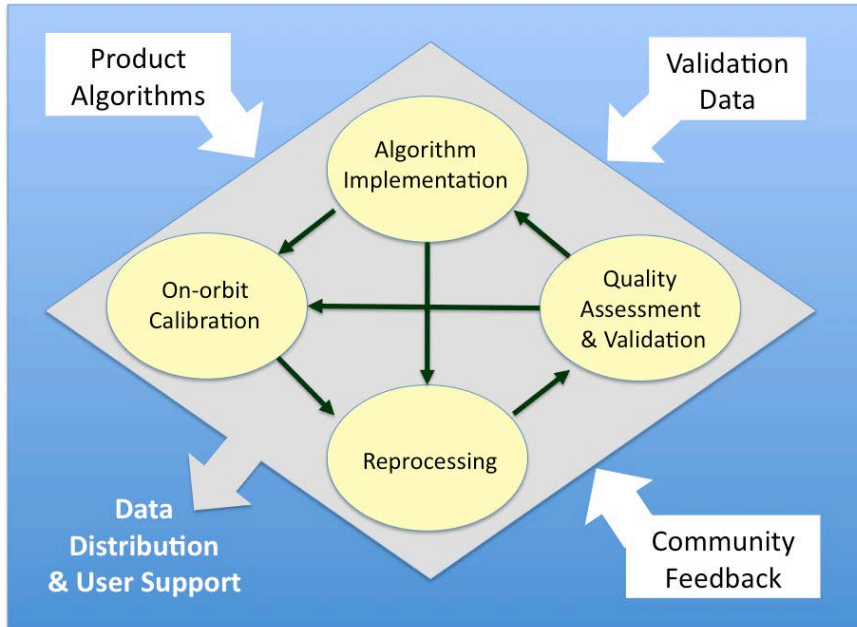 Product
Algorithms
Validation
Data
Algorithm
Implementation
On-orbit
Calibration
Quality
Assessment
& Validation
Reprocessing
Data
Distribution
& User Support
Community
Feedback